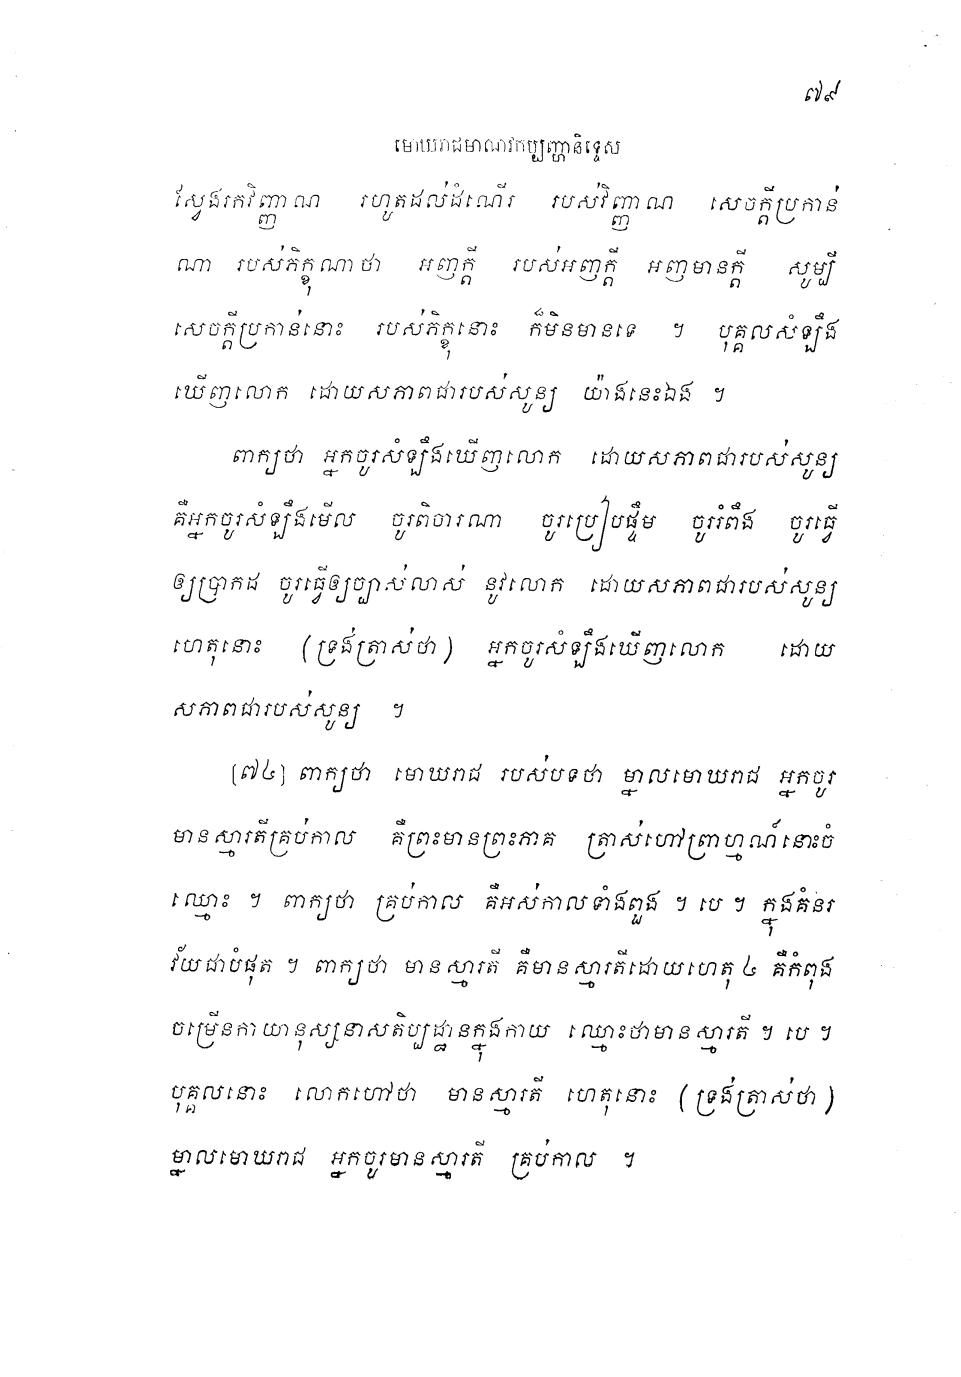 ៧៩
មោឃរាជមាណវកប្បញ្ហានិទ្ទេស
ស្វែងរកវិញ្ញាណ រហូតដល់ដំណើរ របស់វិញ្ញាណ សេចក្តីប្រកាន់
ណា របស់ភិក្ខុណាថា អញក្តី របស់អញក្តី អញមានក្តី សូម្បី
សេចក្តីប្រកាន់នោះ របស់ភិក្ខុនោះ ក៏មិនមានទេ ។ បុគ្គលសំឡឹង
ឃើញលោក ដោយសភាពជារបស់សូន្យ យ៉ាងនេះឯង ។
ពាក្យថា អ្នកចូរសំឡឹងឃើញលោក ដោយសភាពជារបស់សូន្យ
គឺអ្នកចូរសំឡឹងមើល ចូរពិចារណា ចូរប្រៀបផ្ទឹម ចូររំពឹង ចូរធ្វើ
ឲ្យប្រាកដ ចូរធ្វើឲ្យច្បាស់លាស់ នូវលោក ដោយសភាពជារបស់សូន្យ
ហេតុនោះ (ទ្រង់ត្រាស់ថា) អ្នកចូរសំឡឹងឃើញលោក ដោយ
សភាពជារបស់សូន្យ ។
[៧៤] ពាក្យថា មោឃរាជ របស់បទថា ម្នាលមោឃរាជ អ្នកចូរ
មានស្មារតីគ្រប់កាល គឺព្រះមានព្រះភាគ ត្រាស់ហៅព្រាហ្មណ៍នោះចំ
ឈ្មោះ ។ ពាក្យថា គ្រប់កាល គឺអស់កាលទាំងពួង ។ បេ ។ ក្នុងគំនរ
វ័យជាបំផុត ។ ពាក្យថា មានស្មារតី គឺមានស្មារតីដោយហេតុ ៤ គឺកំពុង
ចម្រើនកាយានុស្សនាសតិប្បដ្ឋានក្នុងកាយ ឈ្មោះថាមានស្មារតី ។ បេ ។
បុគ្គលនោះ លោកហៅថា មានស្មារតី ហេតុនោះ (ទ្រង់ត្រាស់ថា)
ម្នាលមោឃរាជ អ្នកចូរមានស្មារតី គ្រប់កាល ។